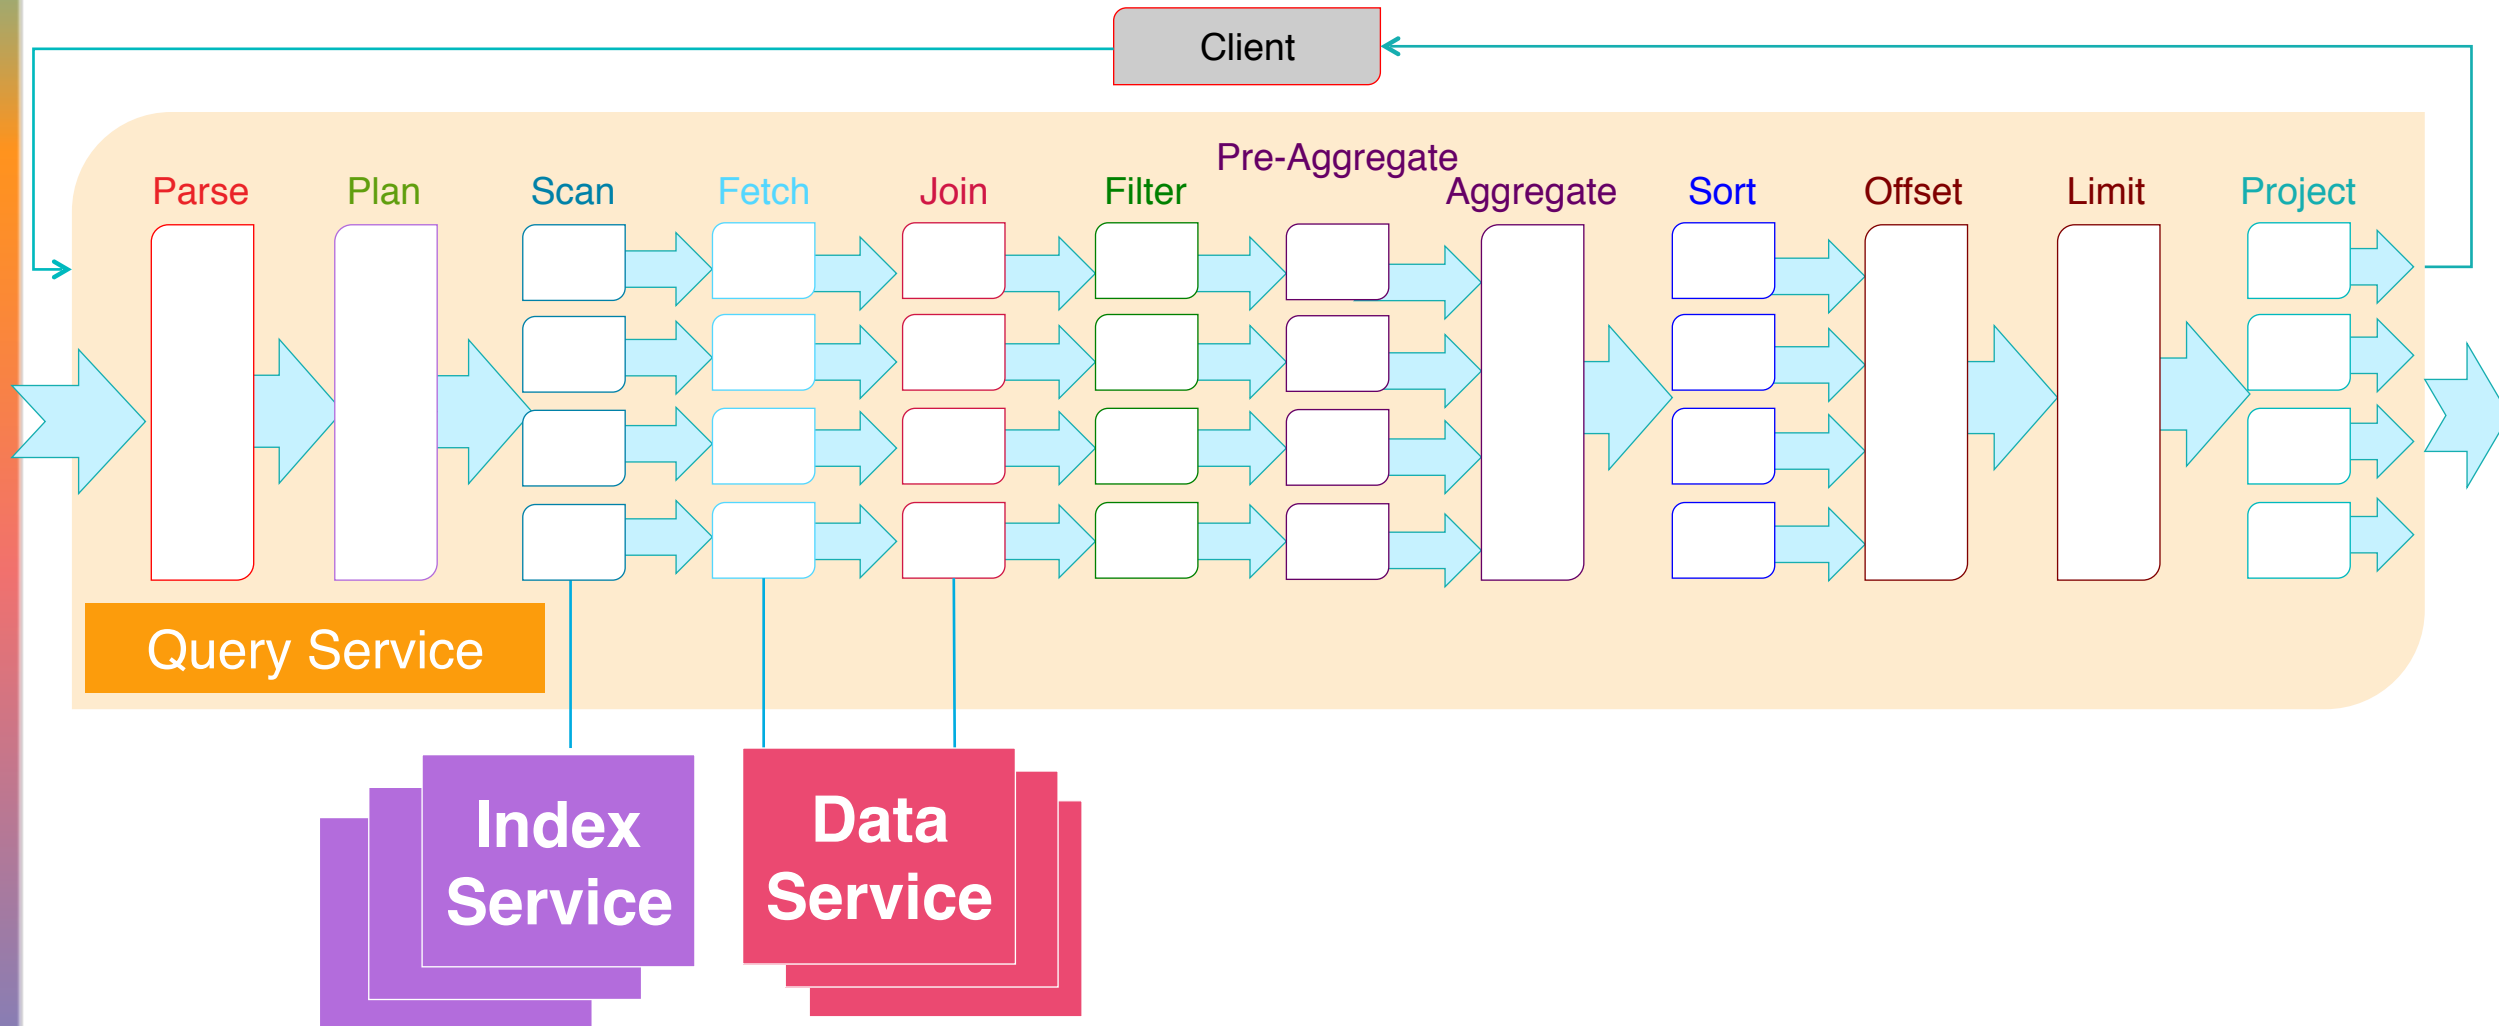 Client
Pre-Aggregate
Parse
Plan
Scan
Fetch
Join
Filter
Aggregate
Sort
Offset
Limit
Project
Query Service
Index
Service
Data
Service